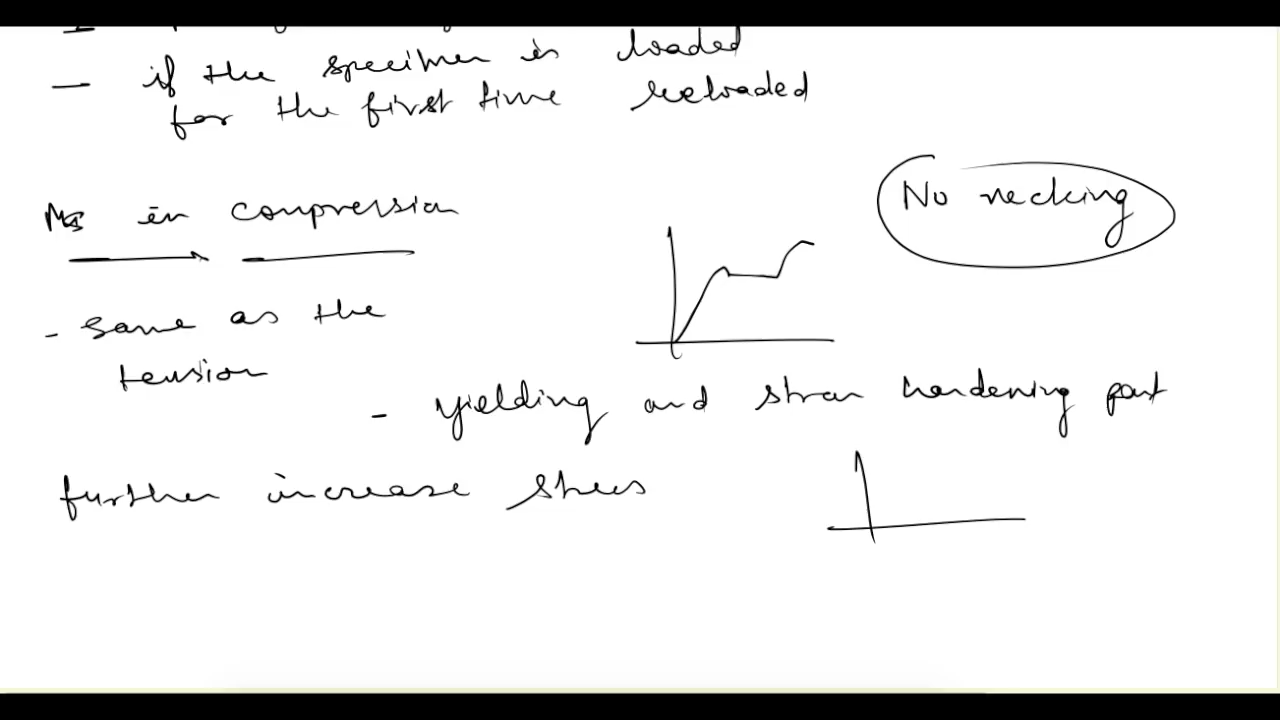 — if the specimen is loaded
for the first time reloaded
No necking
MS in compression
- Same as the
tension
- yielding and stran hardening part
further increase stress